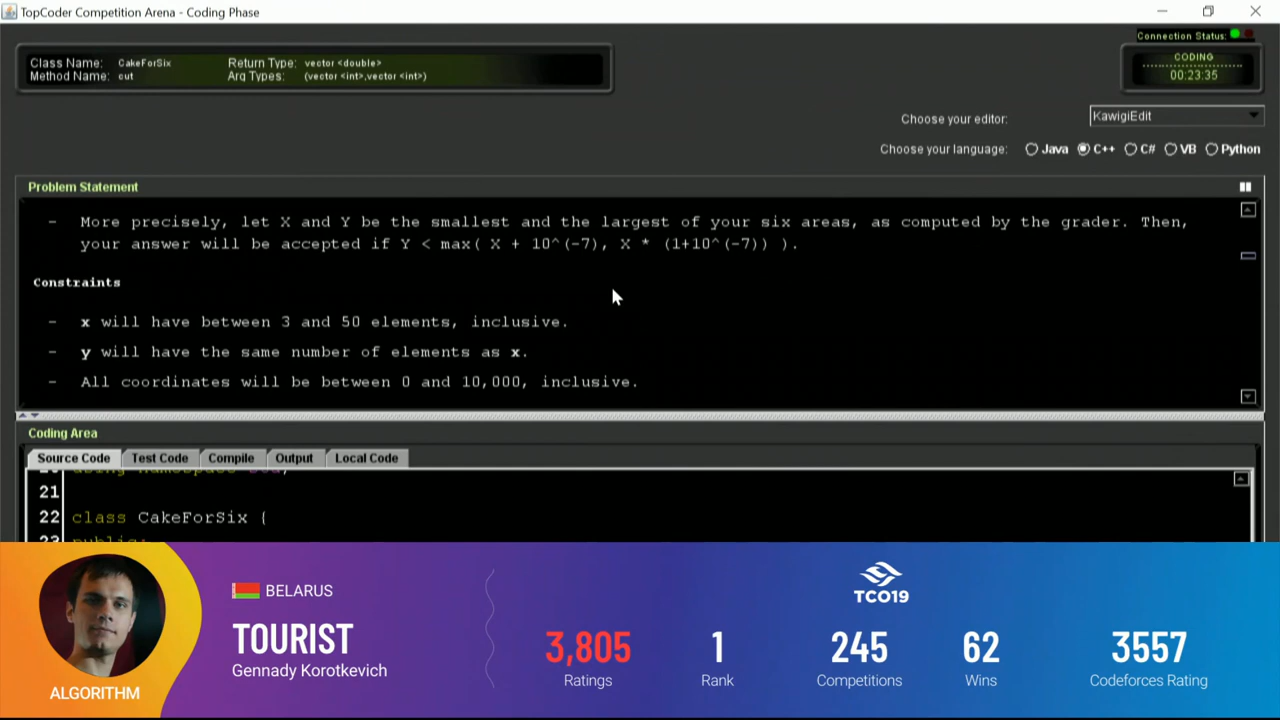 TopCoder Competition Arena - Coding Phase
Connection Status:
Class Name: CakeForSix Return Type: vector <double>
Method Name: cut Arg Types: (vector <int>,vector <int>)
CODING
00:23:35
Choose your editor: KawigiEdit
Choose your language: Java C++ C# VB Python
Problem Statement
- More precisely, let X and Y be the smallest and the largest of your six areas, as computed by the grader. Then,
your answer will be accepted if Y < max( X + 10^(-7), X * (1+10^(-7)) ).
Constraints
- x will have between 3 and 50 elements, inclusive.
- y will have the same number of elements as x.
- All coordinates will be between 0 and 10,000, inclusive.
Coding Area
Source Code Test Code Compile Output Local Code
21
22 class CakeForSix {
BELARUS
TOURIST
Gennady Korotkevich
ALGORITHM
TCO19
3,805 1 245 62 3557
Ratings Rank Competitions Wins Codeforces Rating